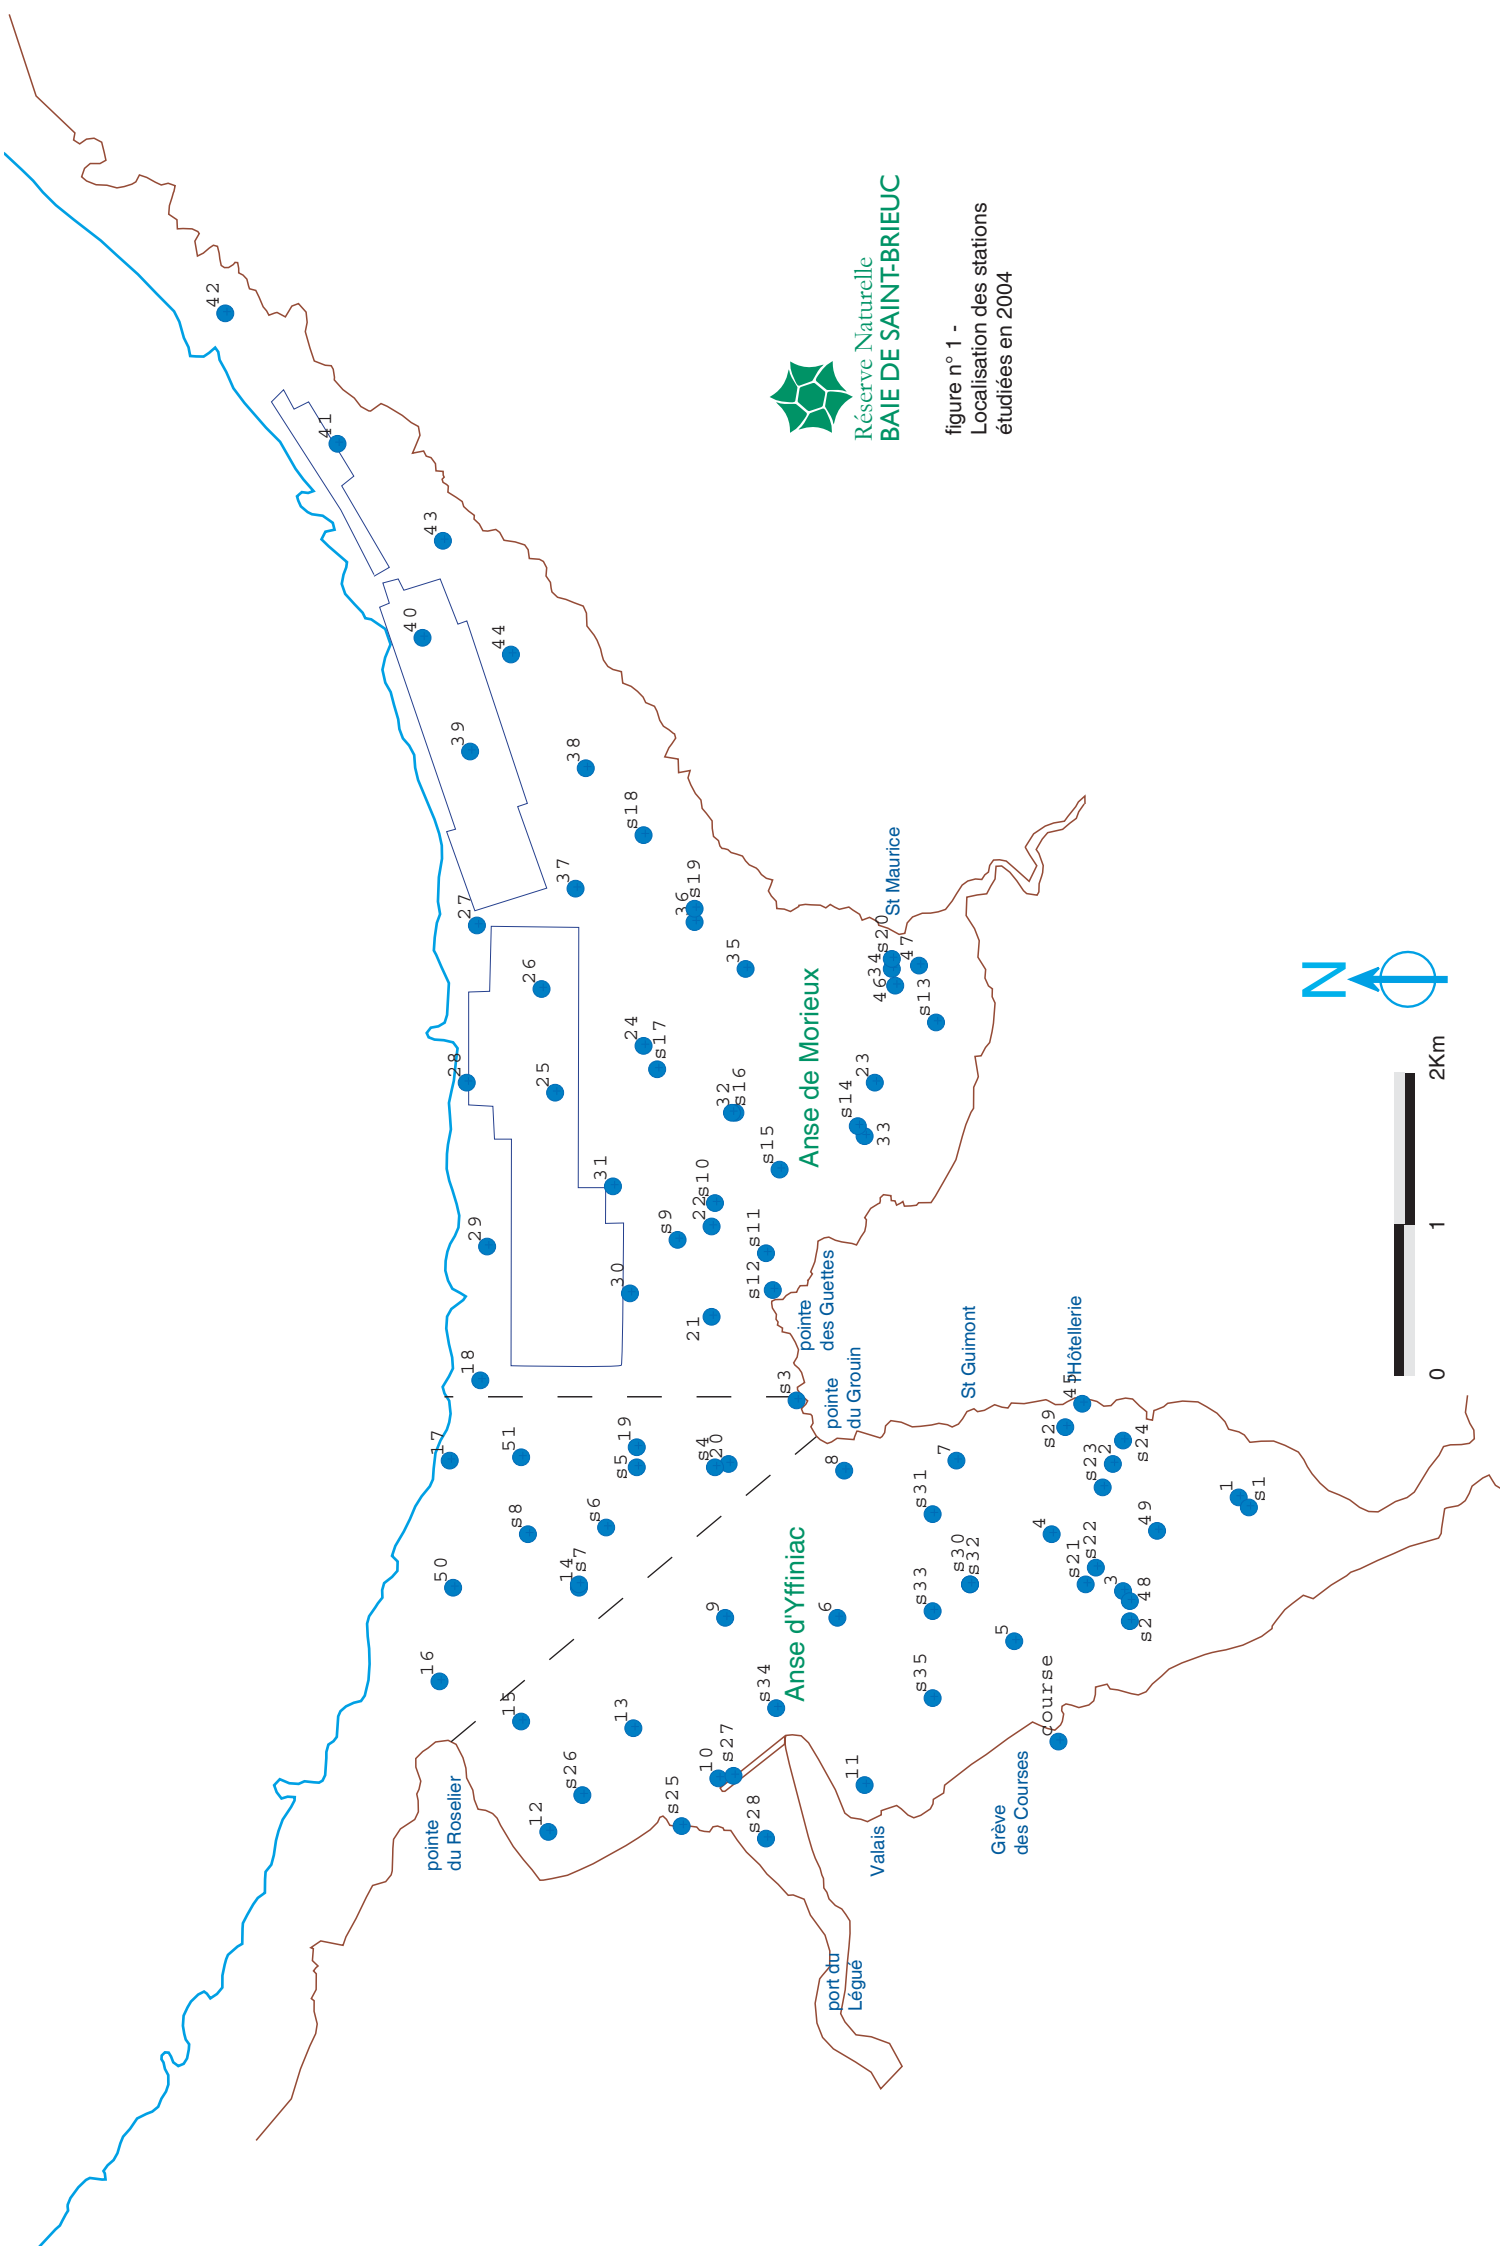 42
41
43
40
44
39
38
s18
37
27
s19
36
35
26
St Maurice
s20
34
46
47
s13
24
s17
28
25
32
s16
Anse de Morieux
23
s14
33
s15
31
s10
22
s9
29
s11
s12
30
21
pointe
des Guettes
18
s3
pointe
du Grouin
17
51
19
s5
s4
20
8
7
St Guimont
l'Hôtellerie
45
s29
s24
2
s23
s31
1
s1
s8
s6
4
49
50
14
s7
s30
s32
s21
s22
3
48
s2
9
6
s33
5
Anse d'Yffiniac
16
15
13
s34
s35
course
Grève
des Courses
10
s27
11
Valais
s26
12
s25
s28
pointe
du Roselier
port du
Légué
Réserve Naturelle
BAIE DE SAINT-BRIEUC
figure n° 1 -
Localisation des stations
étudiées en 2004
N
0
1
2Km